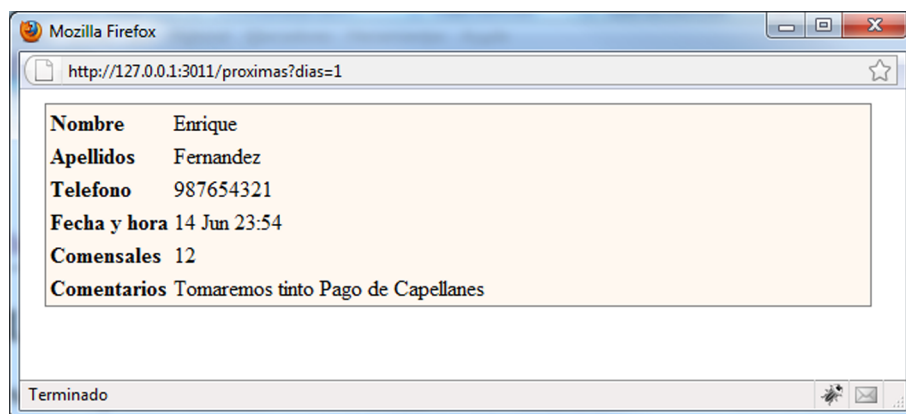 Mozilla Firefox
http://127.0.0.1:3011/proximas?dias=1
Nombre Enrique
Apellidos Fernandez
Telefono 987654321
Fecha y hora 14 Jun 23:54
Comensales 12
Comentarios Tomaremos tinto Pago de Capellanes
Terminado